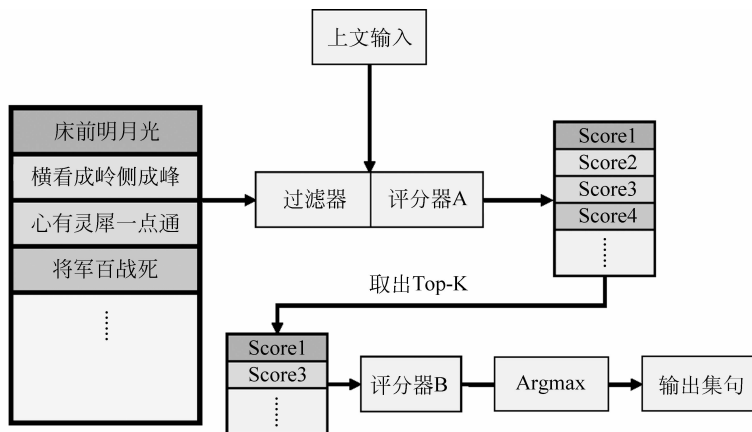 上文输入
床前明月光
横看成岭侧成峰
心有灵犀一点通
将军百战死
……
过滤器
评分器A
Score1
Score2
Score3
Score4
……
取出Top-K
Score1
Score3
……
评分器B
Argmax
输出集句